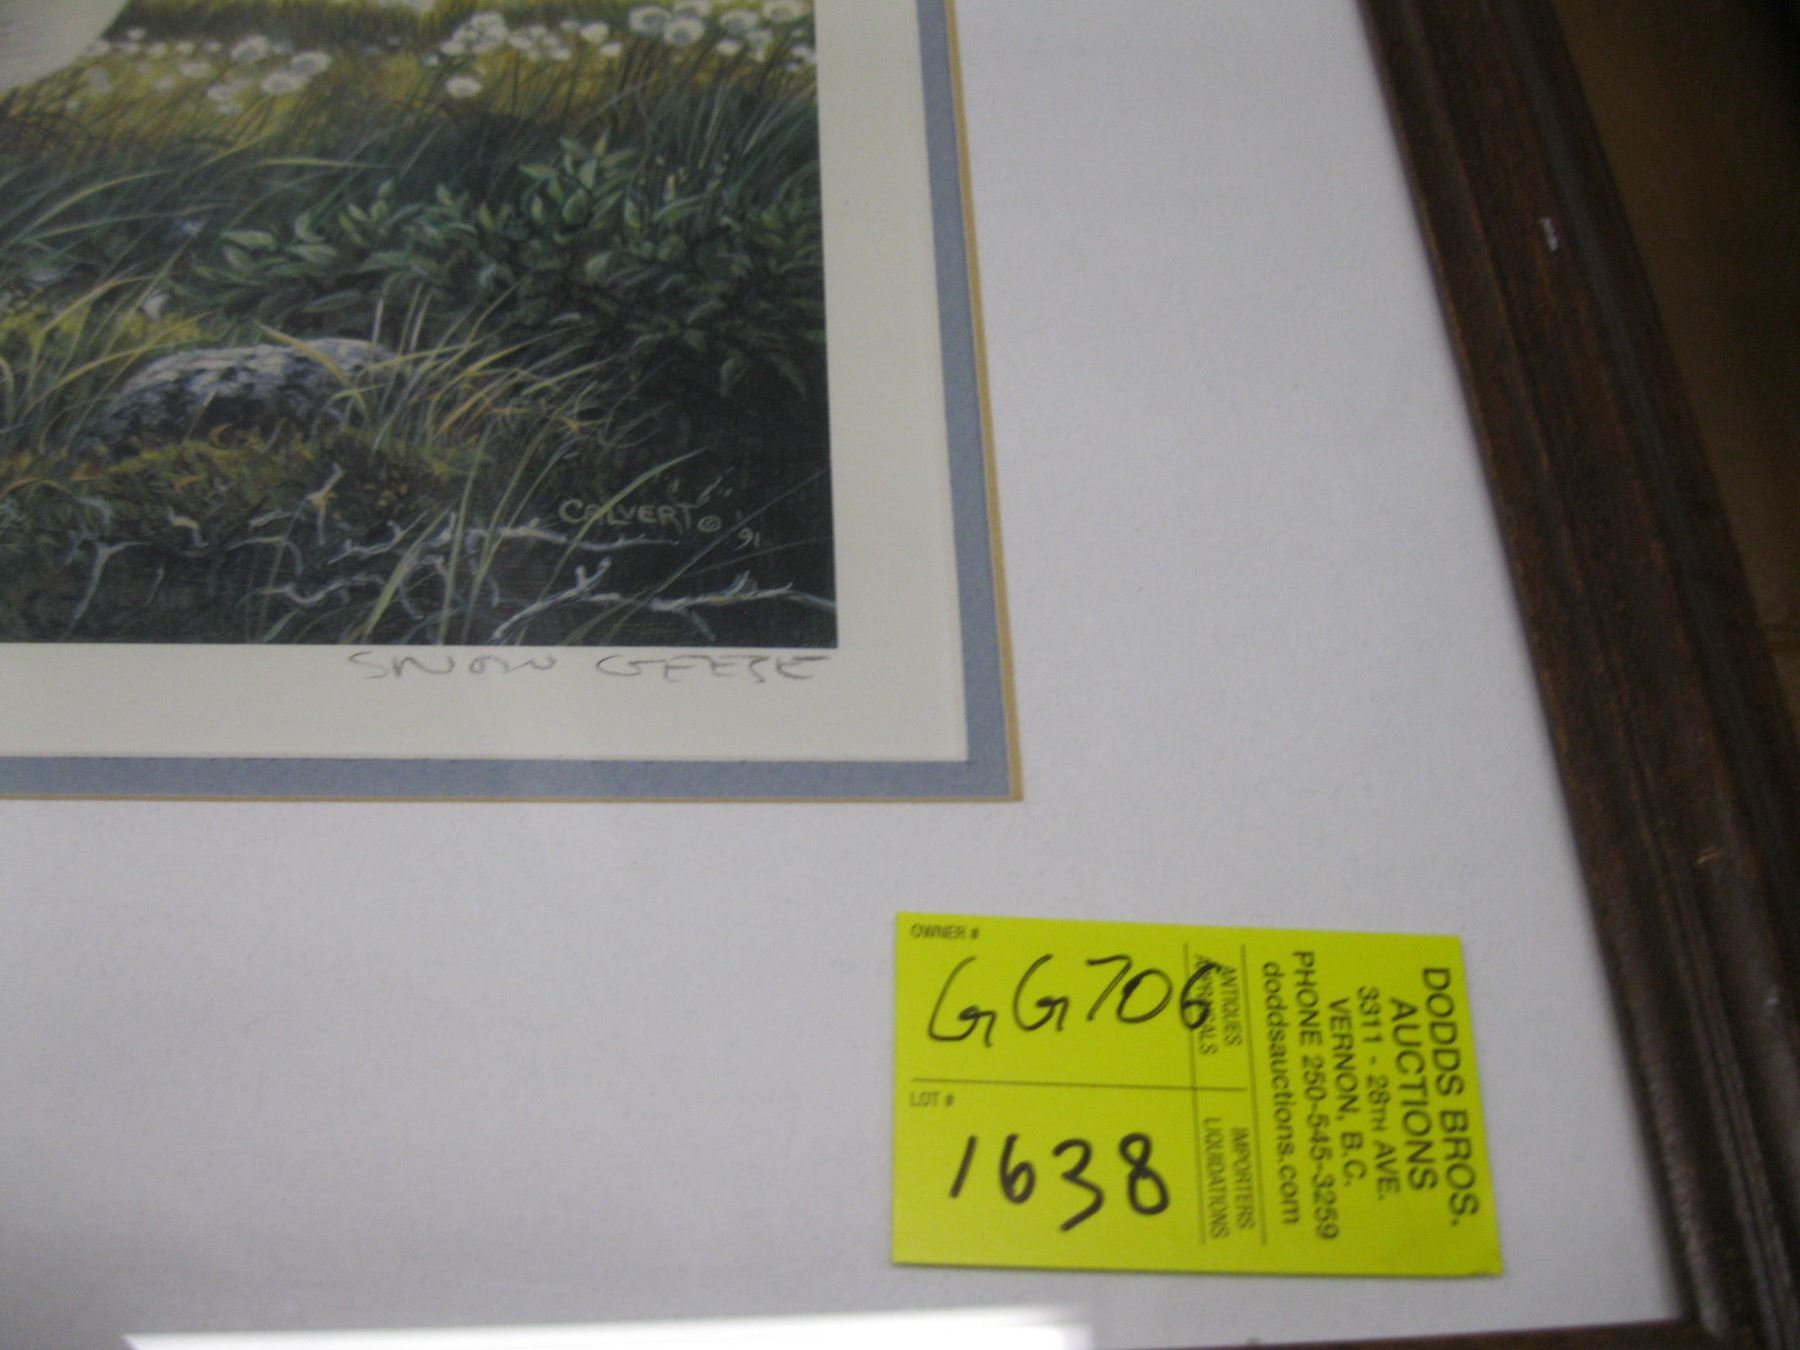 CALVERT ©
'91
SNOW GEESE
OWNER #
GG706
LOT #
1638
ANTIQUES
APPRAISALS
IMPORTERS
LIQUIDATIONS
DODDS BROS.
AUCTIONS
3311 - 28TH AVE.
VERNON, B.C.
PHONE 250-545-3259
doddsauctions.com